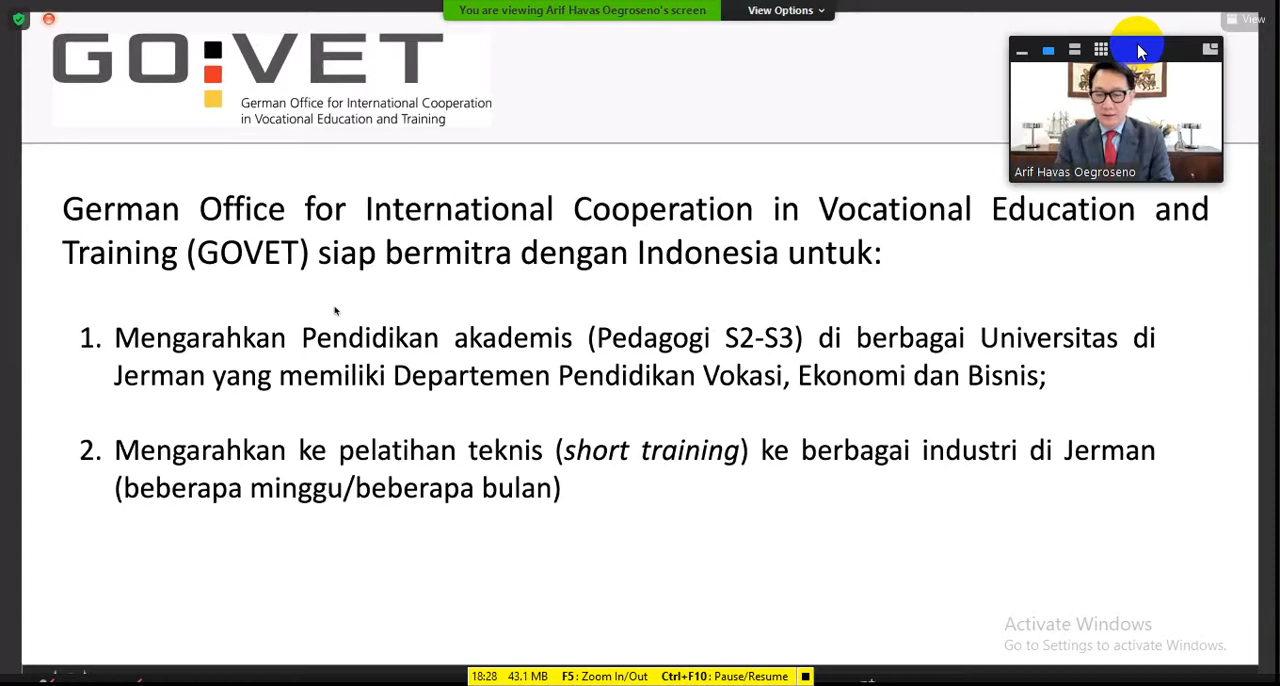 You are viewing Arif Havas Oegroseno's screen
View Options
View
GO:VET
German Office for International Cooperation
in Vocational Education and Training
Arif Havas Oegroseno
German Office for International Cooperation in Vocational Education and
Training (GOVET) siap bermitra dengan Indonesia untuk:
1. Mengarahkan Pendidikan akademis (Pedagogi S2-S3) di berbagai Universitas di
Jerman yang memiliki Departemen Pendidikan Vokasi, Ekonomi dan Bisnis;
2. Mengarahkan ke pelatihan teknis (short training) ke berbagai industri di Jerman
(beberapa minggu/beberapa bulan)
Activate Windows
Go to Settings to activate Windows.
18:28 43.1 MB F5: Zoom In/Out Ctrl+F10: Pause/Resume